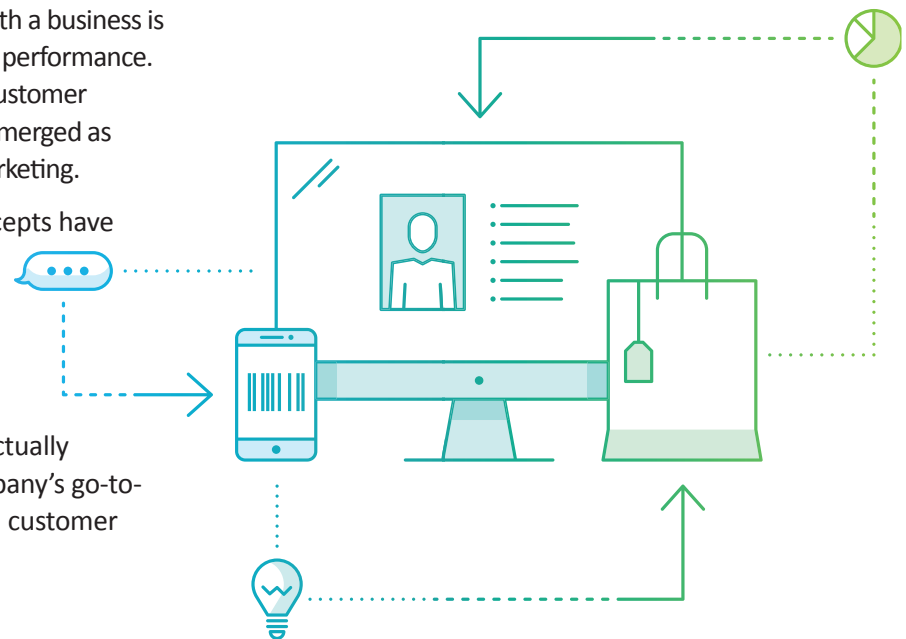 th a business is
performance.
ustomer
merged as
rketing.
cepts have
ctually
pany's go-to-
customer